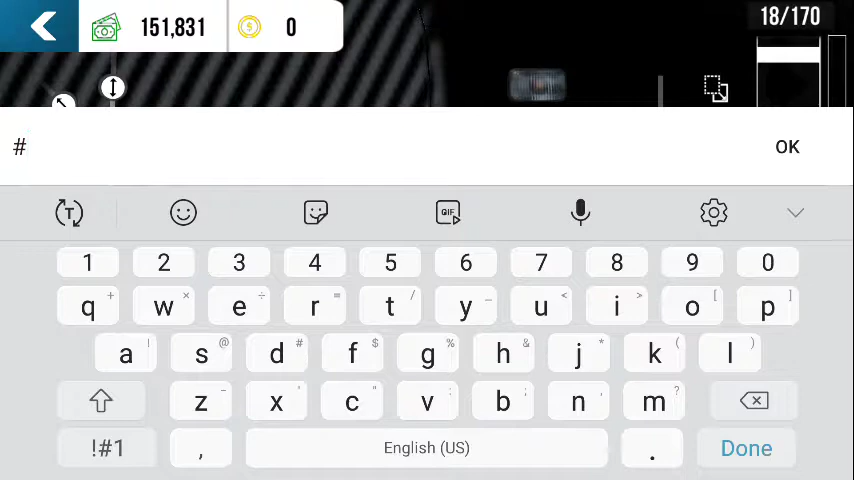 151,831 0 18/170
# OK
T GIF
1 2 3 4 5 6 7 8 9 0
q + w × e ÷ r = t / y _ u < i > o [ p ]
a ! s @ d # f $ g % h & j * k ( l )
z - x ' c " v : b ; n , m ?
!#1 , English (US) . Done